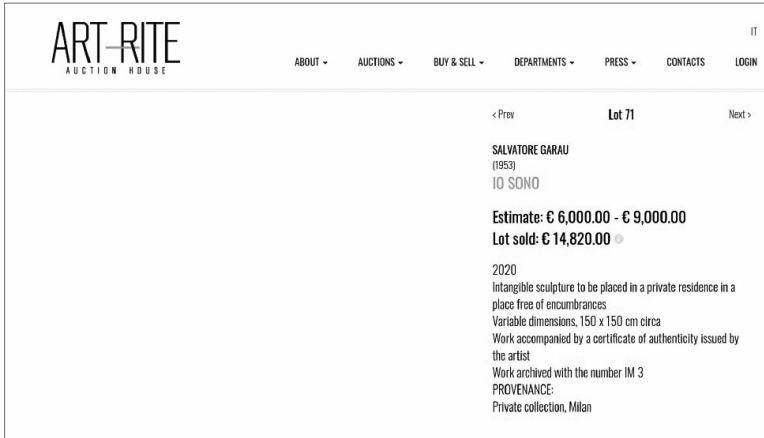 ART-RITE
AUCTION HOUSE
IT
ABOUT
AUCTIONS
BUY & SELL
DEPARTMENTS
PRESS
CONTACTS
LOGIN
< Prev
Lot 71
Next >
SALVATORE GARAU
(1953)
IO SONO
Estimate: € 6,000.00 - € 9,000.00
Lot sold: € 14,820.00
2020
Intangible sculpture to be placed in a private residence in a
place free of encumbrances
Variable dimensions, 150 x 150 cm circa
Work accompanied by a certificate of authenticity issued by
the artist
Work archived with the number IM 3
PROVENANCE:
Private collection, Milan